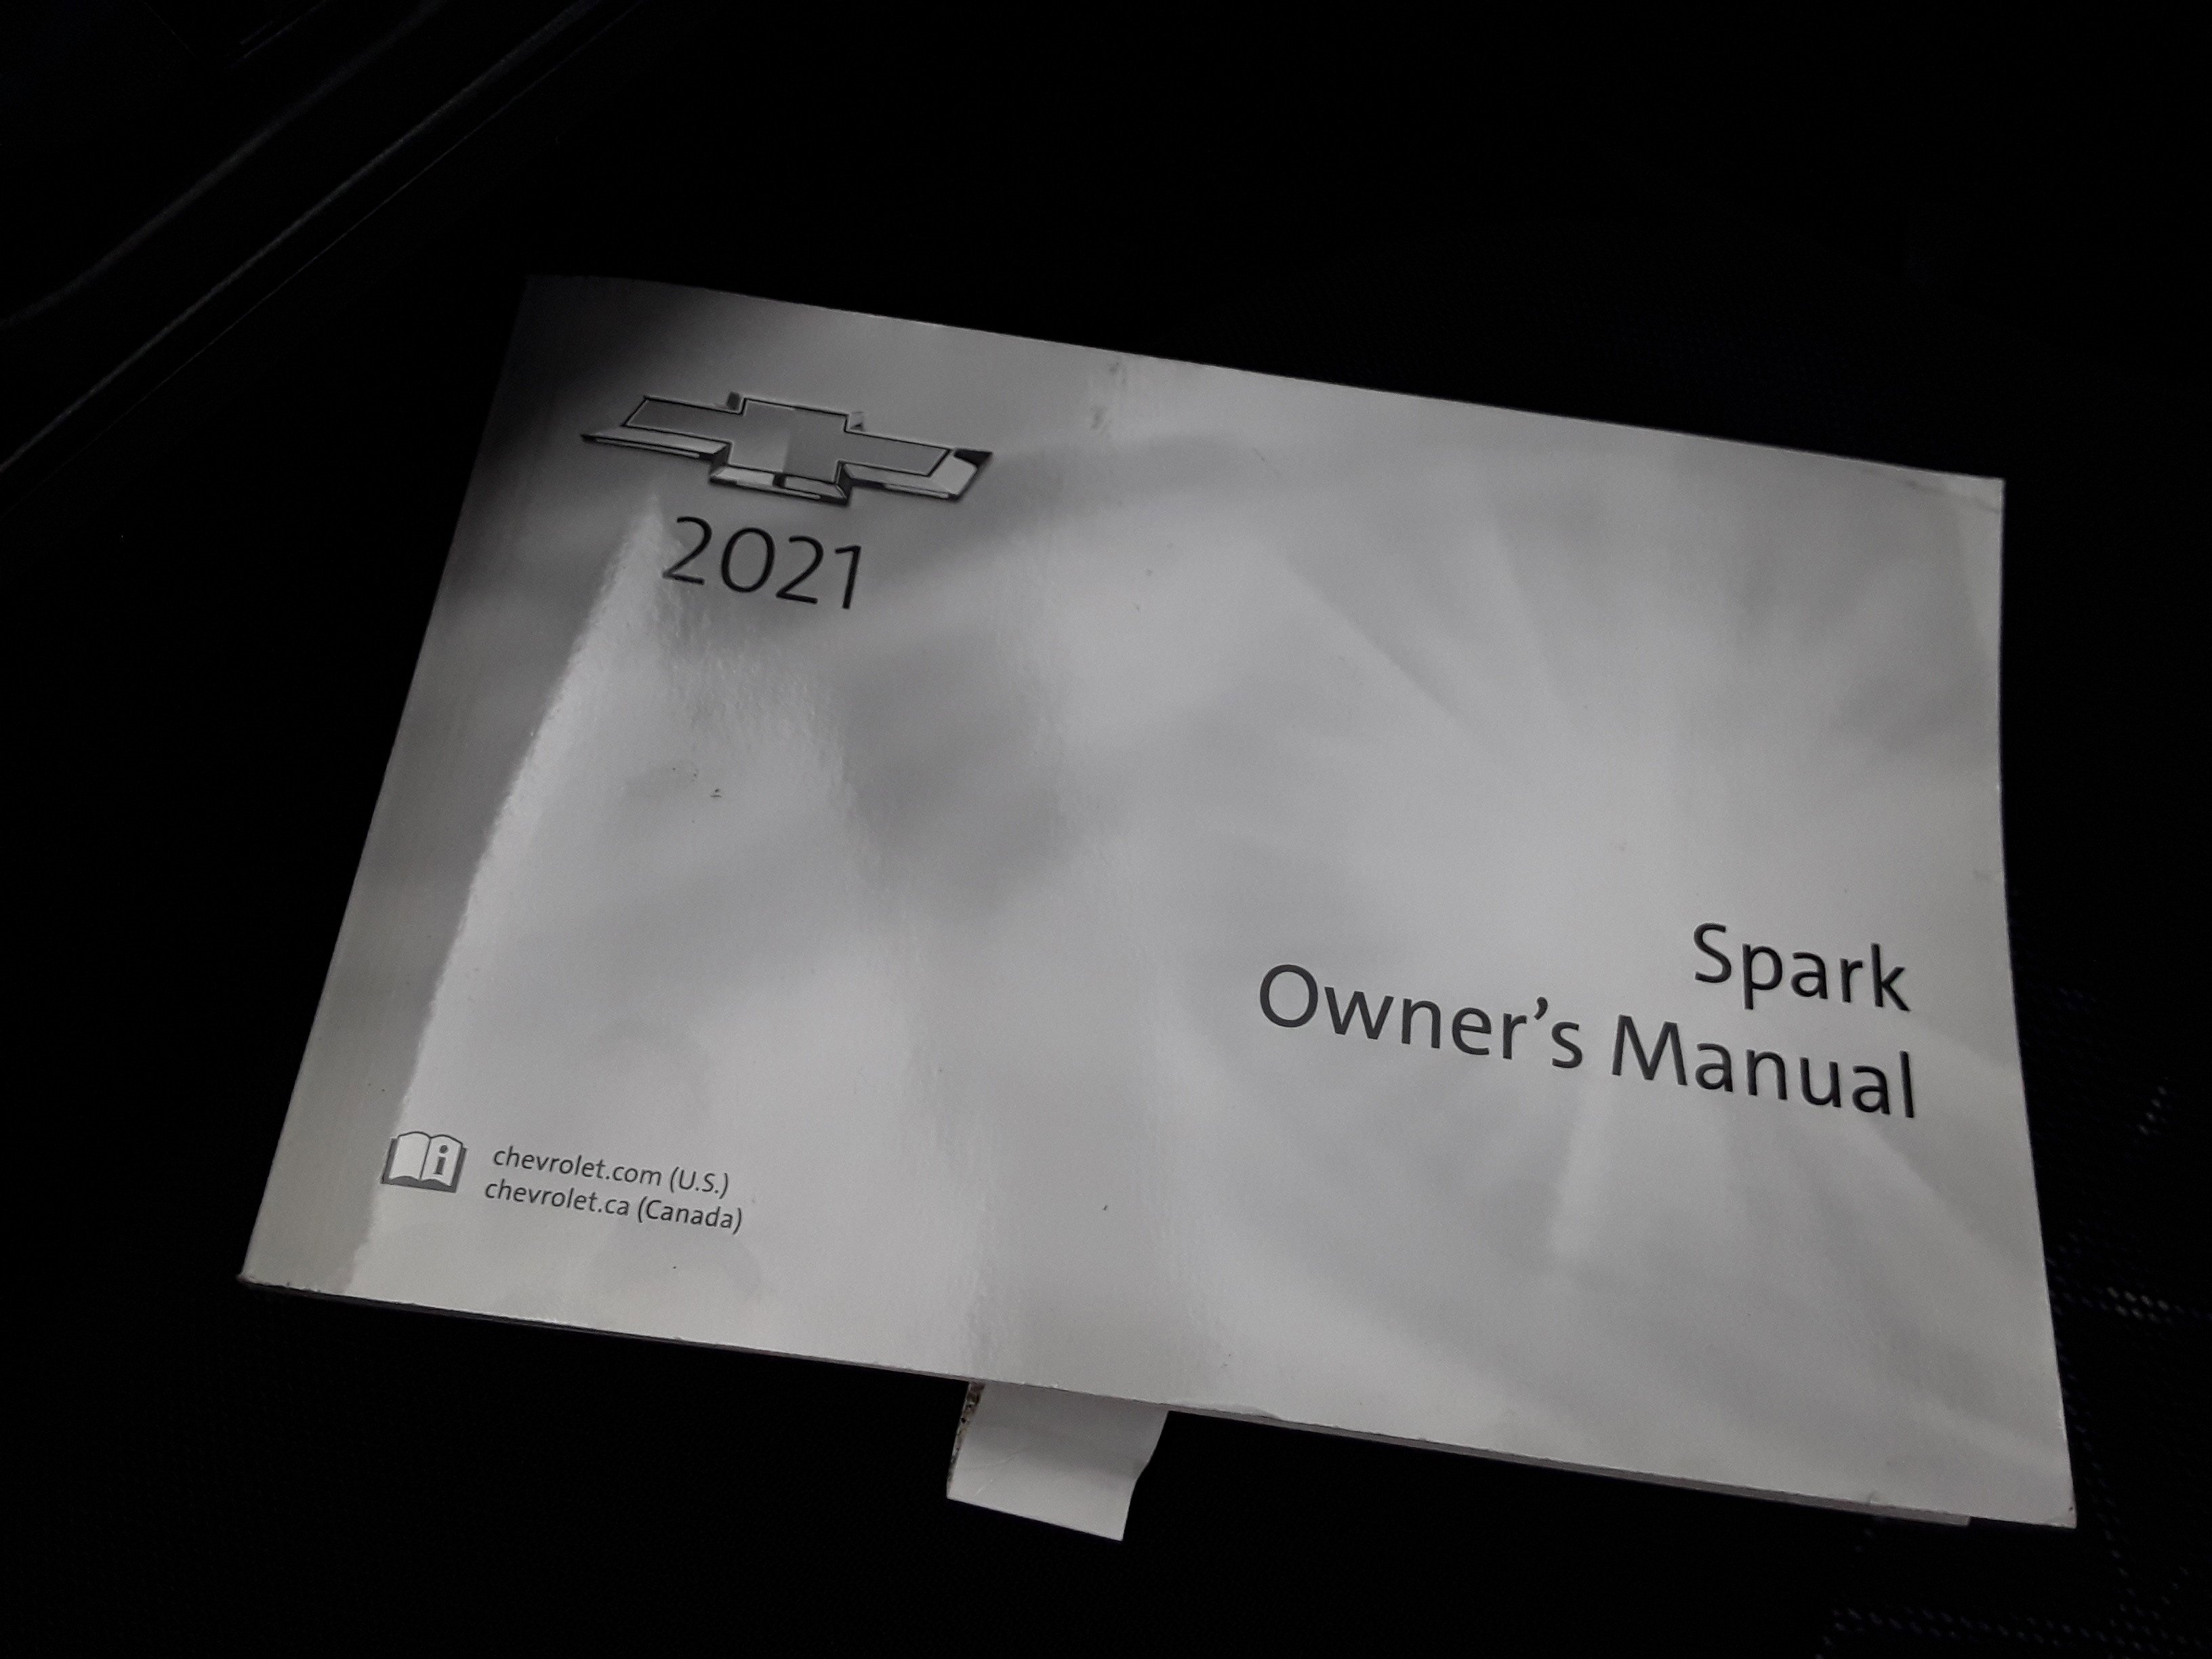 2021
Spark
Owner's Manual
chevrolet.com (U.S.)
chevrolet.ca (Canada)